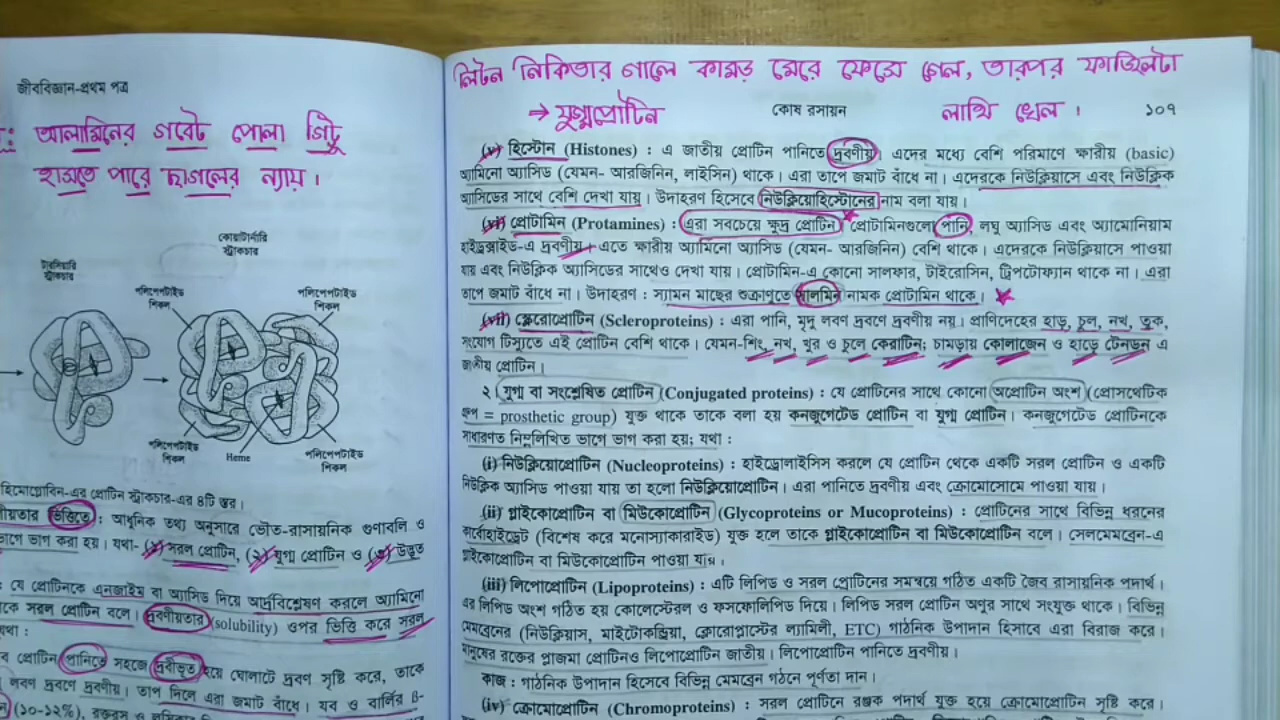 জীববিজ্ঞান-প্রথম পত্র
আলামিনের গবেট পোলা গিট্টু
হাসতে পারে ছাগলের ন্যায়।
কোয়াটার্নারি
স্ট্রাকচার
টারসিয়ারি
স্ট্রাকচার
পলিপেপটাইড
শিকল
পলিপেপটাইড
শিকল
পলিপেপটাইড
শিকল
Heme
পলিপেপটাইড
শিকল
হিমোগ্লোবিন-এর প্রোটিন স্ট্রাকচার-এর ৪টি স্তর।
ভিত্তিতে : আধুনিক তথ্য অনুসারে ভৌত-রাসায়নিক গুণাবলি ও
ভাগে ভাগ করা হয়। যথা- (১) সরল প্রোটিন, (২) যুগ্ম প্রোটিন ও (৩) উদ্ভূত
: যে প্রোটিনকে এনজাইম বা অ্যাসিড দিয়ে আর্দ্রবিশ্লেষণ করলে অ্যামিনো
কে সরল প্রোটিন বলে। দ্রবণীয়তার (solubility) ওপর ভিত্তি করে সরল
যথা :
ব প্রোটিন পানিতে সহজে দ্রবীভূত হয়ে ঘোলাটে দ্রবণ সৃষ্টি করে, তাকে
লবণ দ্রবণে দ্রবণীয়। তাপ দিলে এরা জমাট বাঁধে। যব ও বার্লির β-
(১০-১২%), রক্তরস ও
লিটন নিকিতার গালে কামড় মেরে ফেসে গেল, তারপর ফাজিলটা
→ যুগ্মপ্রোটিন কোষ রসায়ন লাথি খেল। ১০৭
(v) হিস্টোন (Histones) : এ জাতীয় প্রোটিন পানিতে দ্রবণীয়। এদের মধ্যে বেশি পরিমাণে ক্ষারীয় (basic)
অ্যামিনো অ্যাসিড (যেমন- আরজিনিন, লাইসিন) থাকে। এরা তাপে জমাট বাঁধে না। এদেরকে নিউক্লিয়াসে এবং নিউক্লিক
অ্যাসিডের সাথে বেশি দেখা যায়। উদাহরণ হিসেবে নিউক্লিয়োহিস্টোনের নাম বলা যায়।
(vi) প্রোটামিন (Protamines) : এরা সবচেয়ে ক্ষুদ্র প্রোটিন। প্রোটামিনগুলো পানি, লঘু অ্যাসিড এবং অ্যামোনিয়াম
হাইড্রক্সাইড-এ দ্রবণীয়। এতে ক্ষারীয় অ্যামিনো অ্যাসিড (যেমন- আরজিনিন) বেশি থাকে। এদেরকে নিউক্লিয়াসে পাওয়া
যায় এবং নিউক্লিক অ্যাসিডের সাথেও দেখা যায়। প্রোটামিন-এ কোনো সালফার, টাইরোসিন, ট্রিপটোফ্যান থাকে না। এরা
তাপে জমাট বাঁধে না। উদাহরণ : স্যামন মাছের শুক্রাণুতে সালমিন নামক প্রোটামিন থাকে।
(vii) স্ক্লেরোপ্রোটিন (Scleroproteins) : এরা পানি, মৃদু লবণ দ্রবণে দ্রবণীয় নয়। প্রাণিদেহের হাড়, চুল, নখ, ত্বক,
সংযোগ টিস্যুতে এই প্রোটিন বেশি থাকে। যেমন-শিং, নখ, খুর ও চুলে কেরাটিন; চামড়ায় কোলাজেন ও হাড়ে টেনডন এ
জাতীয় প্রোটিন।
২। যুগ্ম বা সংশ্লেষিত প্রোটিন (Conjugated proteins) : যে প্রোটিনের সাথে কোনো অপ্রোটিন অংশ (প্রোসথেটিক
গ্রুপ = prosthetic group) যুক্ত থাকে তাকে বলা হয় কনজুগেটেড প্রোটিন বা যুগ্ম প্রোটিন। কনজুগেটেড প্রোটিনকে
সাধারণত নিম্নলিখিত ভাগে ভাগ করা হয়; যথা :
(i) নিউক্লিয়োপ্রোটিন (Nucleoproteins) : হাইড্রোলাইসিস করলে যে প্রোটিন থেকে একটি সরল প্রোটিন ও একটি
নিউক্লিক অ্যাসিড পাওয়া যায় তা হলো নিউক্লিয়োপ্রোটিন। এরা পানিতে দ্রবণীয় এবং ক্রোমোসোমে পাওয়া যায়।
(ii) গ্লাইকোপ্রোটিন বা মিউকোপ্রোটিন (Glycoproteins or Mucoproteins) : প্রোটিনের সাথে বিভিন্ন ধরনের
কার্বোহাইড্রেট (বিশেষ করে মনোস্যাকারাইড) যুক্ত হলে তাকে গ্লাইকোপ্রোটিন বা মিউকোপ্রোটিন বলে। সেলমেমব্রেন-এ
গ্লাইকোপ্রোটিন বা মিউকোপ্রোটিন পাওয়া যায়।
(iii) লিপোপ্রোটিন (Lipoproteins) : এটি লিপিড ও সরল প্রোটিনের সমন্বয়ে গঠিত একটি জৈব রাসায়নিক পদার্থ।
এর লিপিড অংশ গঠিত হয় কোলেস্টেরল ও ফসফোলিপিড দিয়ে। লিপিড সরল প্রোটিন অণুর সাথে সংযুক্ত থাকে। বিভিন্ন
মেমব্রেনের (নিউক্লিয়াস, মাইটোকন্ড্রিয়া, ক্লোরোপ্লাস্টের ল্যামিলী, ETC) গাঠনিক উপাদান হিসাবে এরা বিরাজ করে।
মানুষের রক্তের প্লাজমা প্রোটিনও লিপোপ্রোটিন জাতীয়। লিপোপ্রোটিন পানিতে দ্রবণীয়।
কাজ : গাঠনিক উপাদান হিসেবে বিভিন্ন মেমব্রেন গঠনে পূর্ণতা দান।
(iv) ক্রোমোপ্রোটিন (Chromoproteins) : সরল প্রোটিনে রঞ্জক পদার্থ যুক্ত হয়ে ক্রোমোপ্রোটিন সৃষ্টি করে।